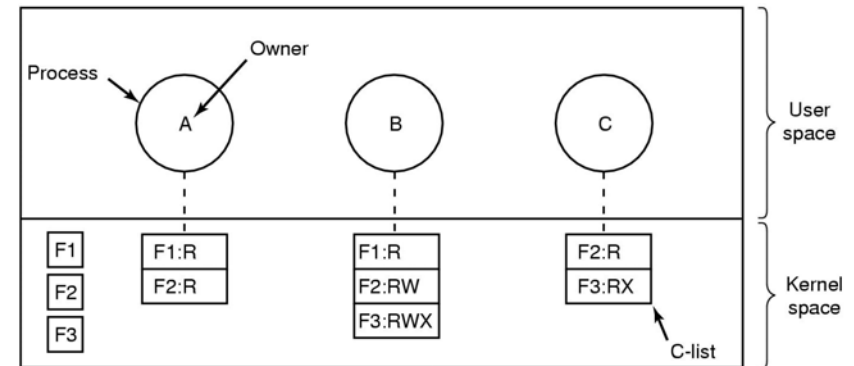 Owner
Process
A
B
C
User
space
F1
F2
F3
F1:R
F2:R
F1:R
F2:RW
F3:RWX
F2:R
F3:RX
C-list
Kernel
space